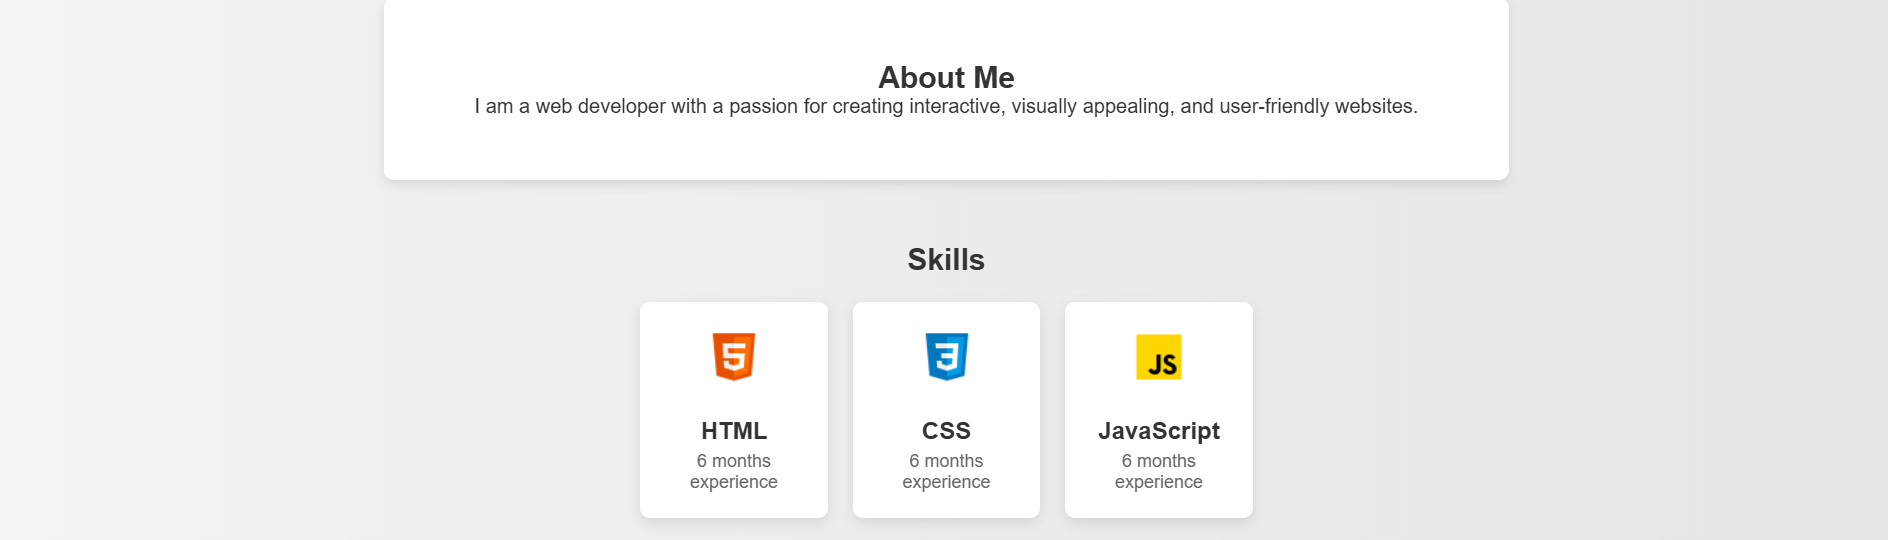 About Me
I am a web developer with a passion for creating interactive, visually appealing, and user-friendly websites.
Skills
5
3
JS
HTML
CSS
JavaScript
6 months
experience
6 months
experience
6 months
experience